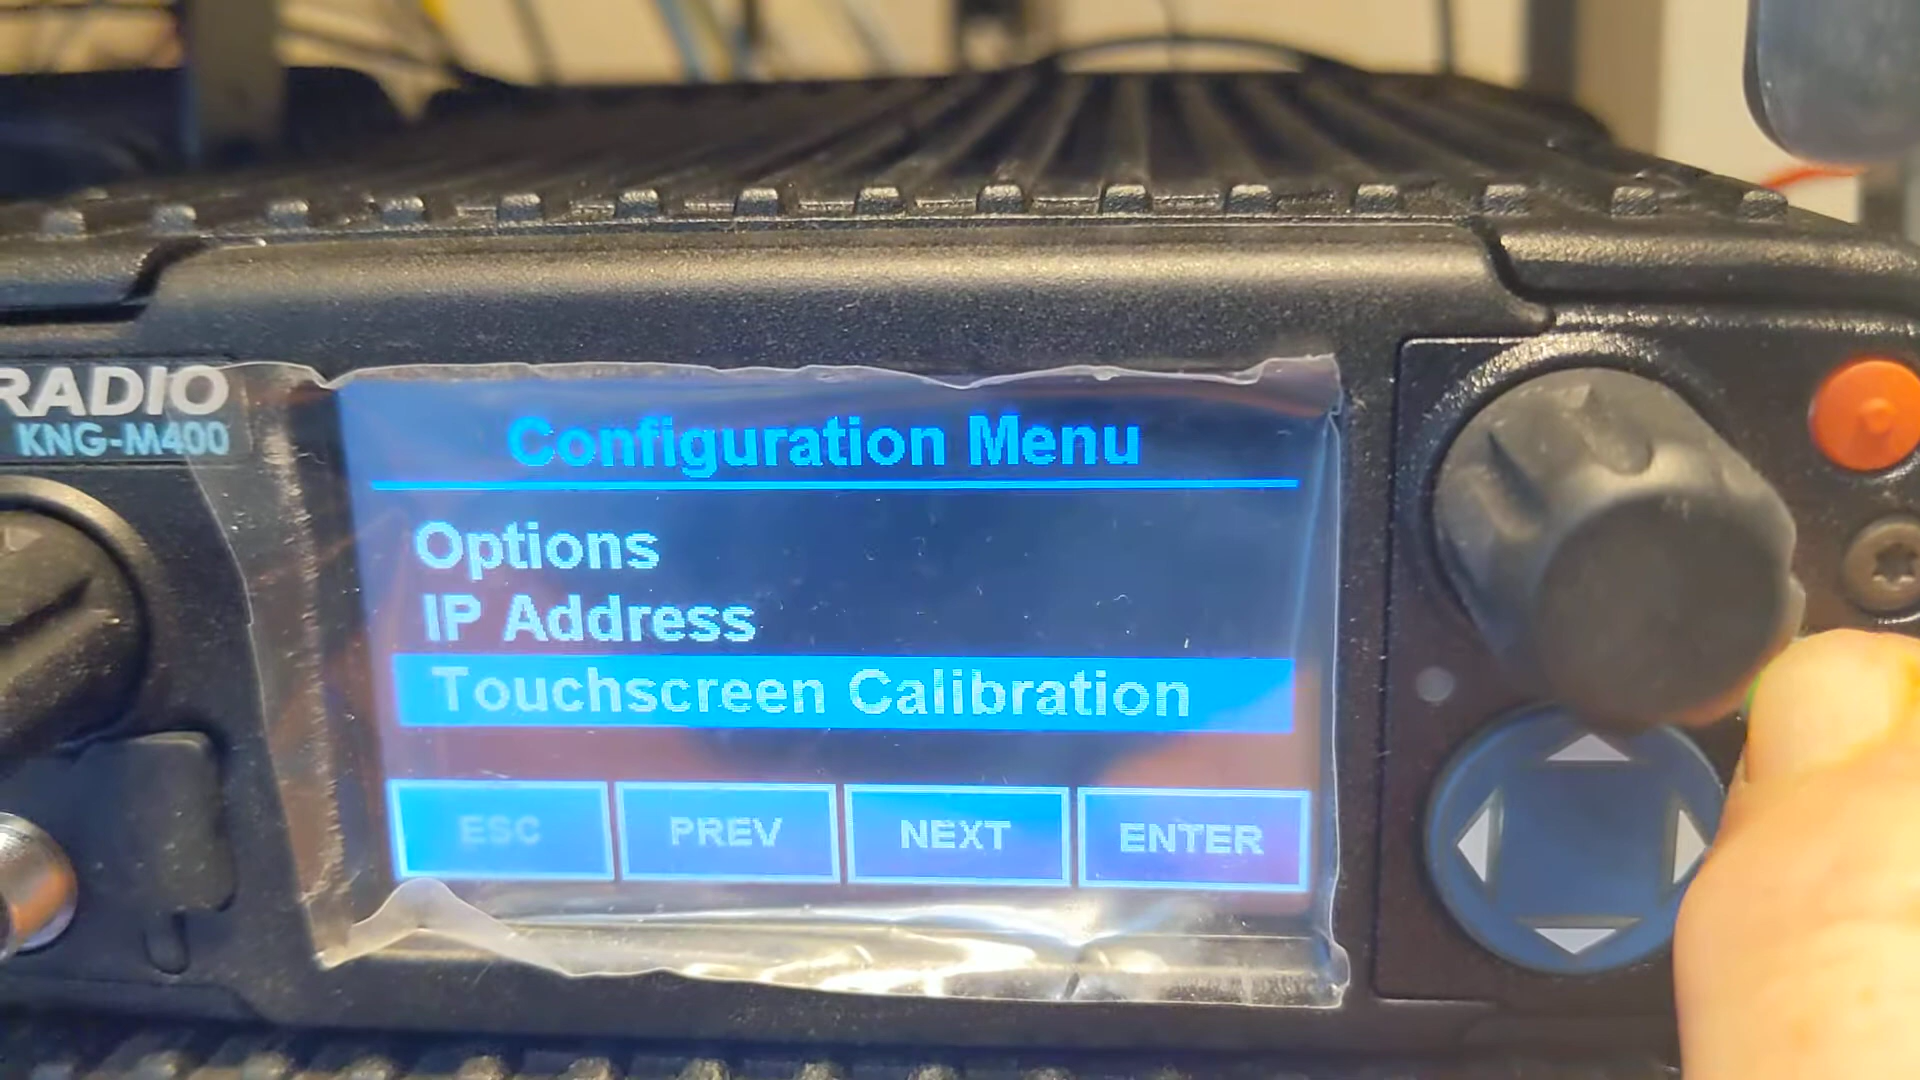 RADIO
KNG-M400
Configuration Menu
Options
IP Address
Touchscreen Calibration
ESC PREV NEXT ENTER